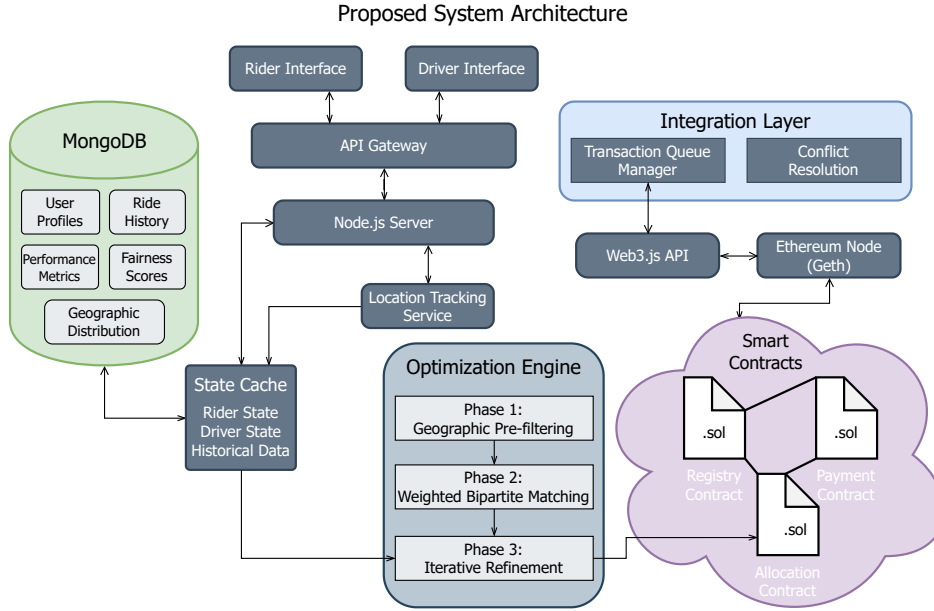 Proposed System Architecture
Rider Interface
Driver Interface
API Gateway
Node.js Server
Location Tracking
Service
MongoDB
User
Profiles
Ride
History
Performance
Metrics
Fairness
Scores
Geographic
Distribution
State Cache
Rider State
Driver State
Historical Data
Optimization Engine
Phase 1:
Geographic Pre-filtering
Phase 2:
Weighted Bipartite Matching
Phase 3:
Iterative Refinement
Integration Layer
Transaction Queue
Manager
Conflict
Resolution
Web3.js API
Ethereum Node
(Geth)
Smart
Contracts
.sol
Registry
Contract
.sol
Payment
Contract
.sol
Allocation
Contract